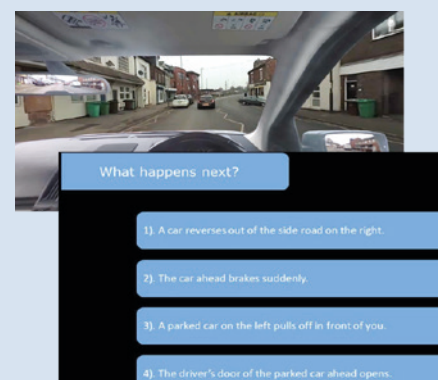 What happens next?
1). A car reverses out of the side road on the right.
2). The car ahead brakes suddenly.
3). A parked car on the left pulls off in front of you.
4). The driver's door of the parked car ahead opens.